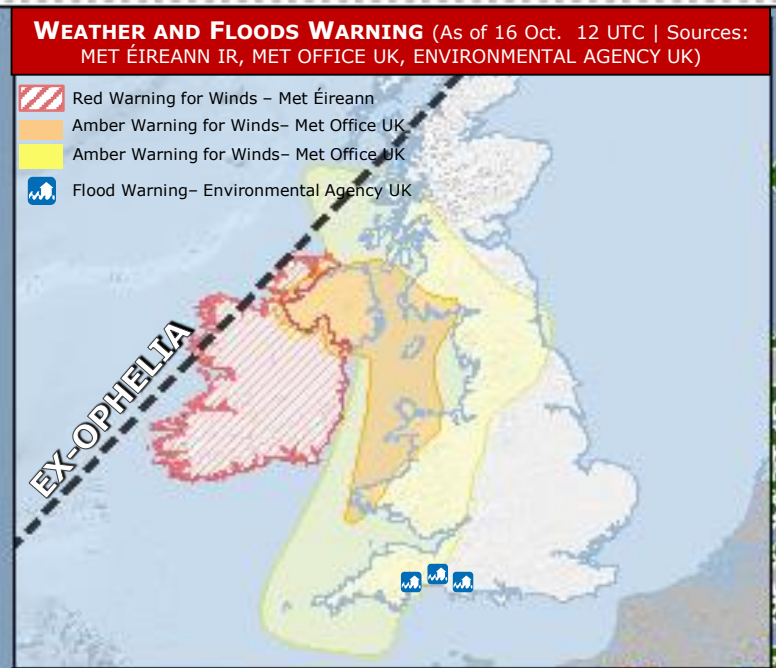 WEATHER AND FLOODS WARNING (As of 16 Oct. 12 UTC | Sources:
MET ÉIREANN IR, MET OFFICE UK, ENVIRONMENTAL AGENCY UK)
Red Warning for Winds – Met Éireann
Amber Warning for Winds– Met Office UK
Amber Warning for Winds– Met Office UK
Flood Warning– Environmental Agency UK
EX-OPHELIA